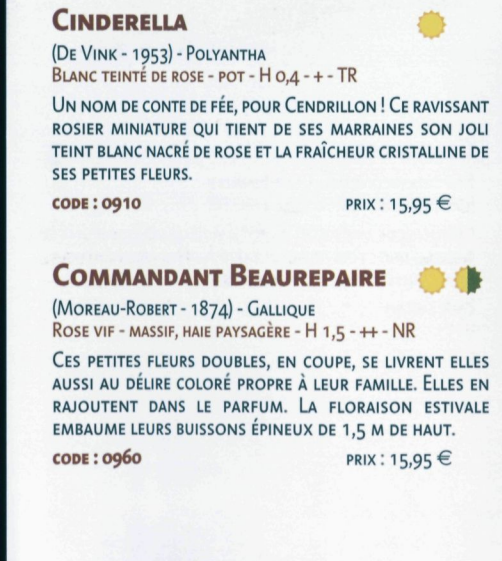 Cinderella
(De Vink - 1953) - Polyantha
Blanc teinté de rose - pot - H 0,4 - + - TR
Un nom de conte de fée, pour Cendrillon ! Ce ravissant
rosier miniature qui tient de ses marraines son joli
teint blanc nacré de rose et la fraîcheur cristalline de
ses petites fleurs.
code : 0910 prix : 15,95 €
Commandant Beaurepaire
(Moreau-Robert - 1874) - Gallique
Rose vif - massif, haie paysagère - H 1,5 - ++ - NR
Ces petites fleurs doubles, en coupe, se livrent elles
aussi au délire coloré propre à leur famille. Elles en
rajoutent dans le parfum. La floraison estivale
embaume leurs buissons épineux de 1,5 m de haut.
code : 0960 prix : 15,95 €